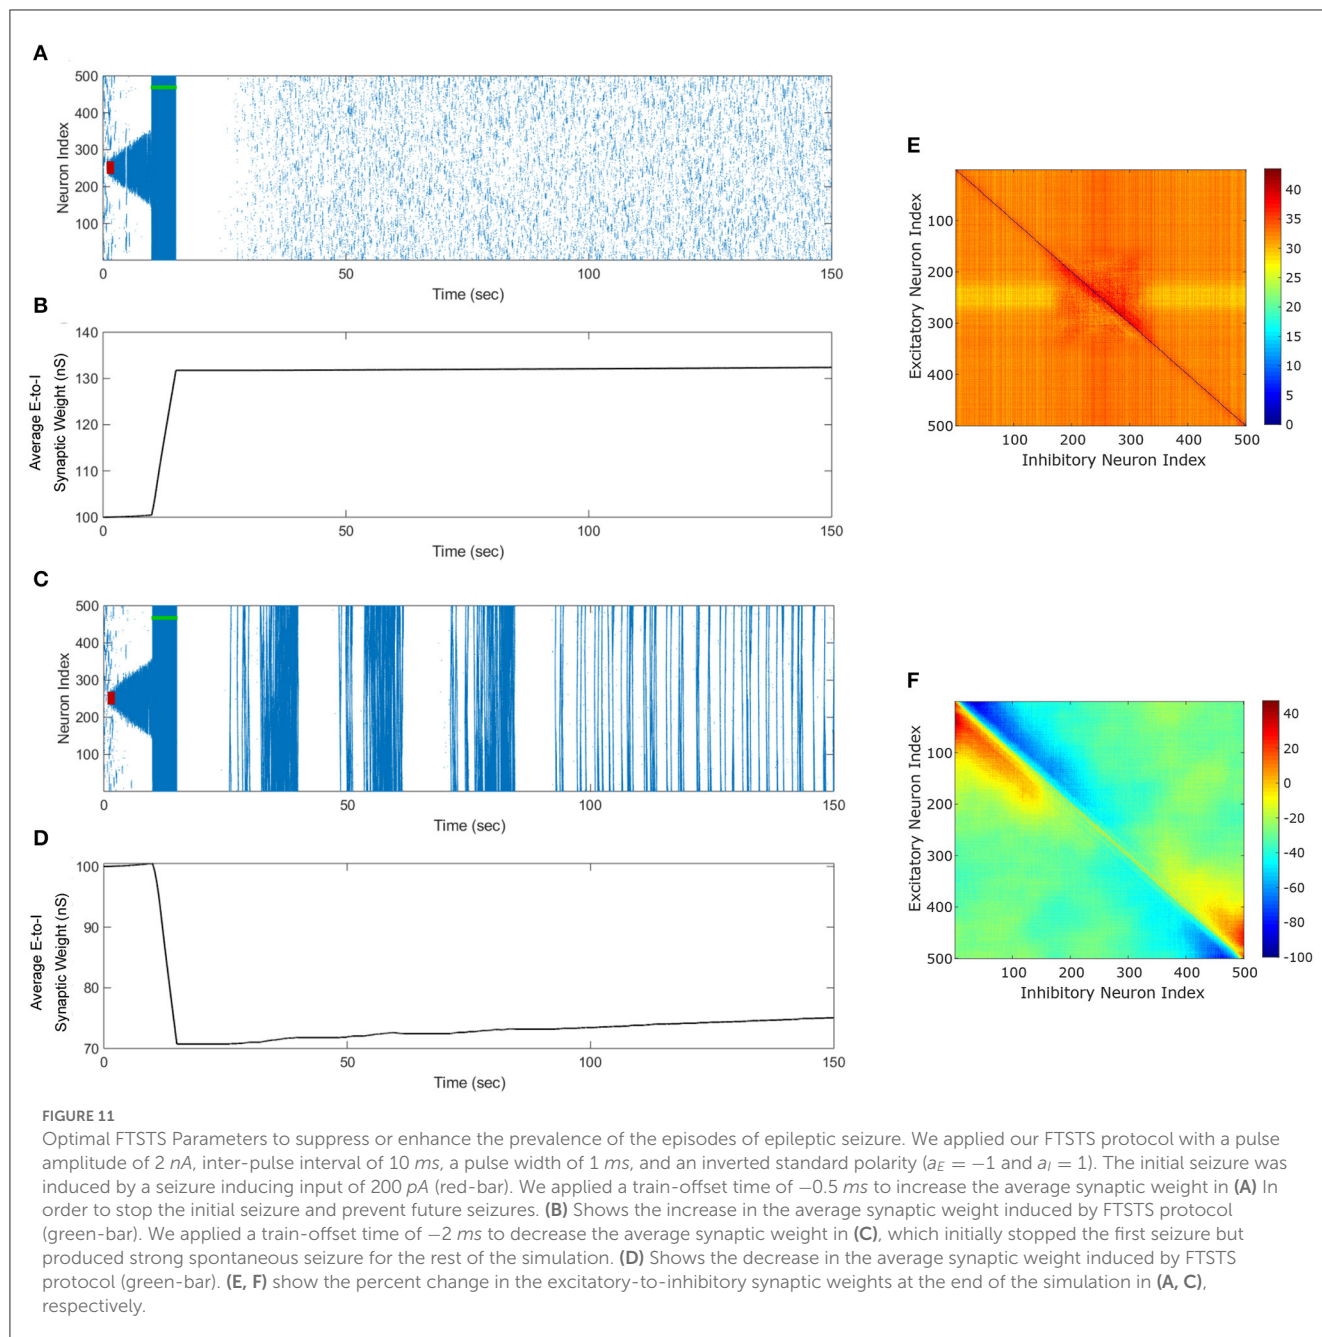 A
500
400
300
200
100
Neuron Index
0
50
100
150
Time (sec)
B
140
130
120
110
100
Average E-to-I
Synaptic Weight (nS)
0
50
100
150
Time (sec)
C
500
400
300
200
100
Neuron Index
0
50
100
150
Time (sec)
D
100
90
80
70
Average E-to-I
Synaptic Weight (nS)
0
50
100
150
Time (sec)
E
100
200
300
400
500
Excitatory Neuron Index
100
200
300
400
500
Inhibitory Neuron Index
40
35
30
25
20
15
10
5
0
F
100
200
300
400
500
Excitatory Neuron Index
100
200
300
400
500
Inhibitory Neuron Index
40
20
0
-20
-40
-60
-80
-100
FIGURE 11
Optimal FTSTS Parameters to suppress or enhance the prevalence of the episodes of epileptic seizure. We applied our FTSTS protocol with a pulse
amplitude of 2 nA, inter-pulse interval of 10 ms, a pulse width of 1 ms, and an inverted standard polarity (aE = −1 and aI = 1). The initial seizure was
induced by a seizure inducing input of 200 pA (red-bar). We applied a train-offset time of −0.5 ms to increase the average synaptic weight in (A) In
order to stop the initial seizure and prevent future seizures. (B) Shows the increase in the average synaptic weight induced by FTSTS protocol
(green-bar). We applied a train-offset time of −2 ms to decrease the average synaptic weight in (C), which initially stopped the first seizure but
produced strong spontaneous seizure for the rest of the simulation. (D) Shows the decrease in the average synaptic weight induced by FTSTS
protocol (green-bar). (E, F) show the percent change in the excitatory-to-inhibitory synaptic weights at the end of the simulation in (A, C),
respectively.